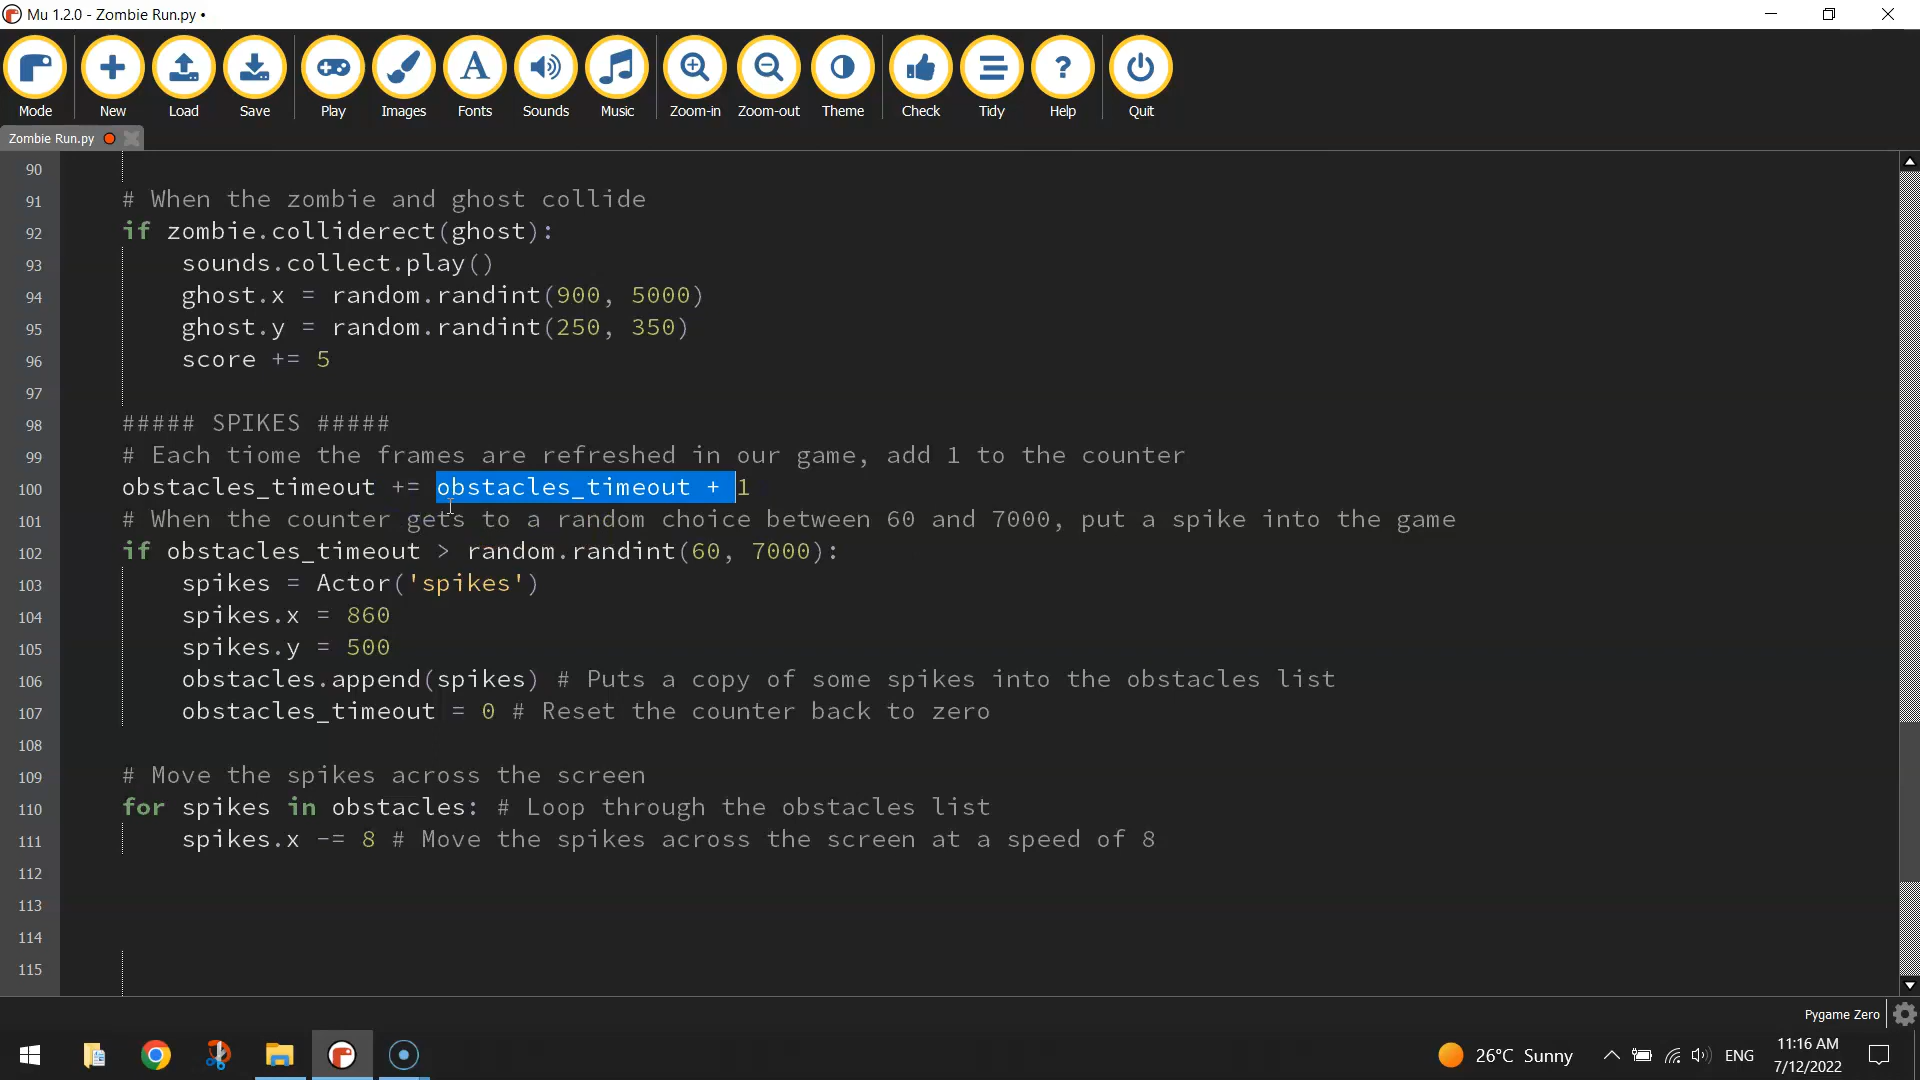 Mu 1.2.0 - Zombie Run.py •
Mode New Load Save Play Images Fonts Sounds Music Zoom-in Zoom-out Theme Check Tidy Help Quit
Zombie Run.py
90
91 # When the zombie and ghost collide
92 if zombie.colliderect(ghost):
93 sounds.collect.play()
94 ghost.x = random.randint(900, 5000)
95 ghost.y = random.randint(250, 350)
96 score += 5
97
98 ##### SPIKES #####
99 # Each tiome the frames are refreshed in our game, add 1 to the counter
100 obstacles_timeout += obstacles_timeout + 1
101 # When the counter gets to a random choice between 60 and 7000, put a spike into the game
102 if obstacles_timeout > random.randint(60, 7000):
103 spikes = Actor('spikes')
104 spikes.x = 860
105 spikes.y = 500
106 obstacles.append(spikes) # Puts a copy of some spikes into the obstacles list
107 obstacles_timeout = 0 # Reset the counter back to zero
108
109 # Move the spikes across the screen
110 for spikes in obstacles: # Loop through the obstacles list
111 spikes.x -= 8 # Move the spikes across the screen at a speed of 8
112
113
114
115
Pygame Zero
26°C Sunny ENG 11:16 AM
7/12/2022